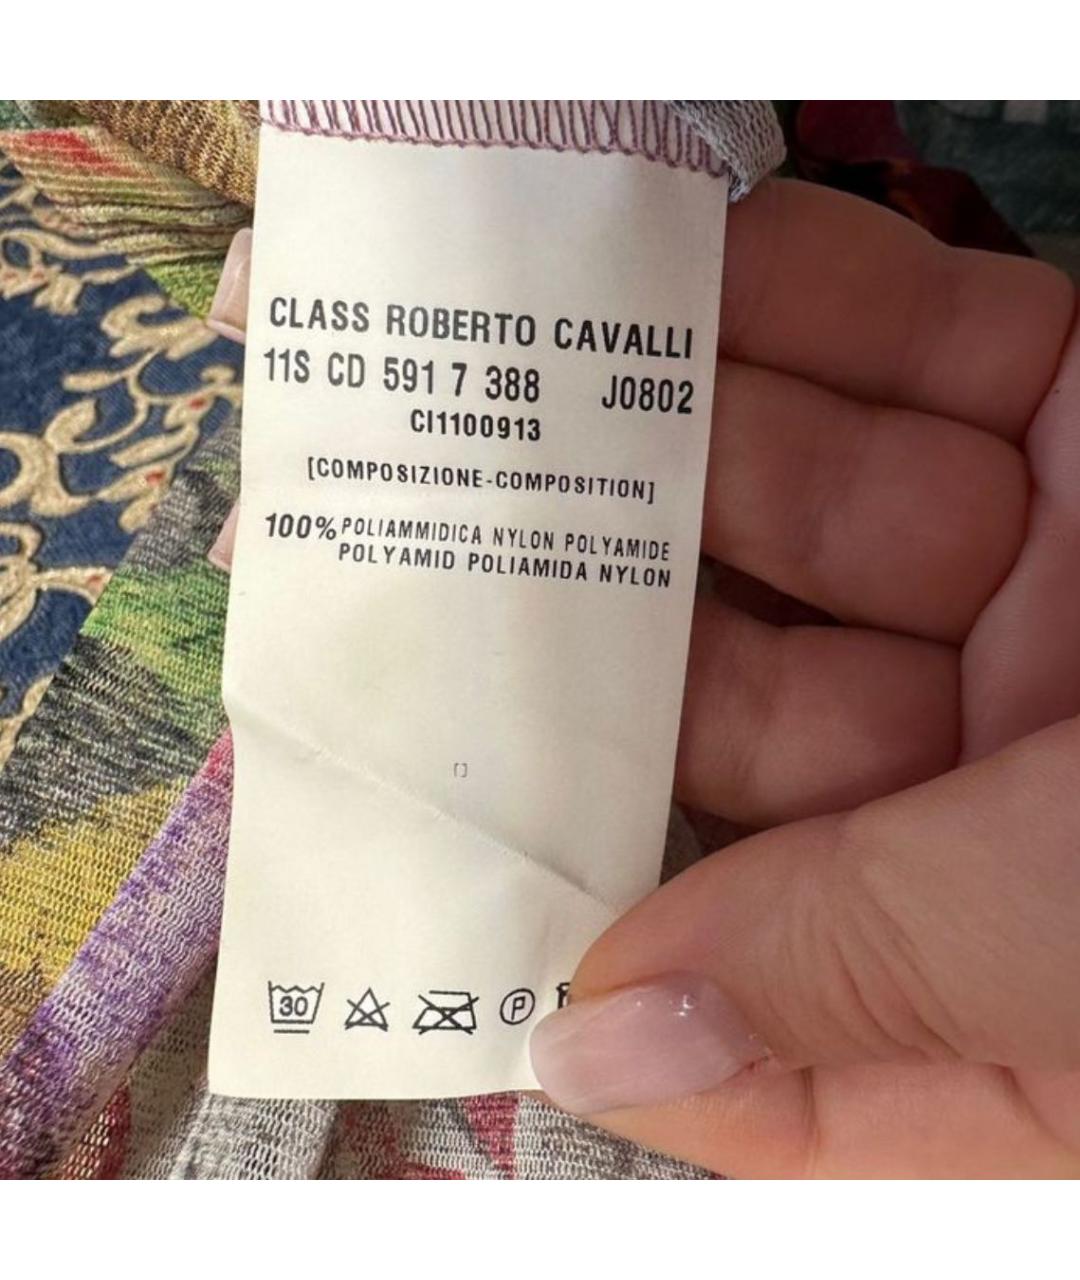 CLASS ROBERTO CAVALLI
11S CD 591 7 388 J0802
CI1100913
[COMPOSIZIONE-COMPOSITION]
100% POLIAMMIDICA NYLON POLYAMIDE
POLYAMID POLIAMIDA NYLON
[]
30 P